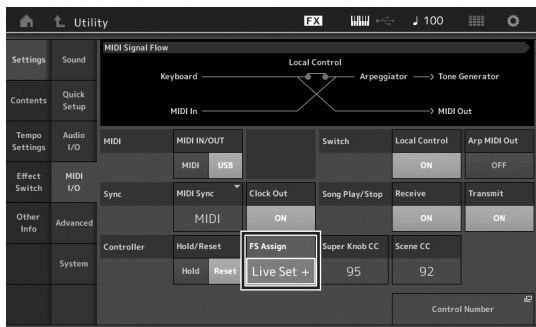 Utility
FX
100
Settings
Sound
MIDI Signal Flow
Local Control
Keyboard
Arpeggiator
Tone Generator
MIDI In
MIDI Out
Contents
Quick Setup
Tempo Settings
Audio I/O
MIDI
MIDI IN/OUT
MIDI
USB
Switch
Local Control
ON
Arp MIDI Out
OFF
Effect Switch
MIDI I/O
Sync
MIDI Sync
MIDI
Clock Out
ON
Song Play/Stop
Receive
ON
Transmit
ON
Other Info
Advanced
Controller
Hold/Reset
Hold
Reset
FS Assign
Live Set +
Super Knob CC
95
Scene CC
92
System
Control Number